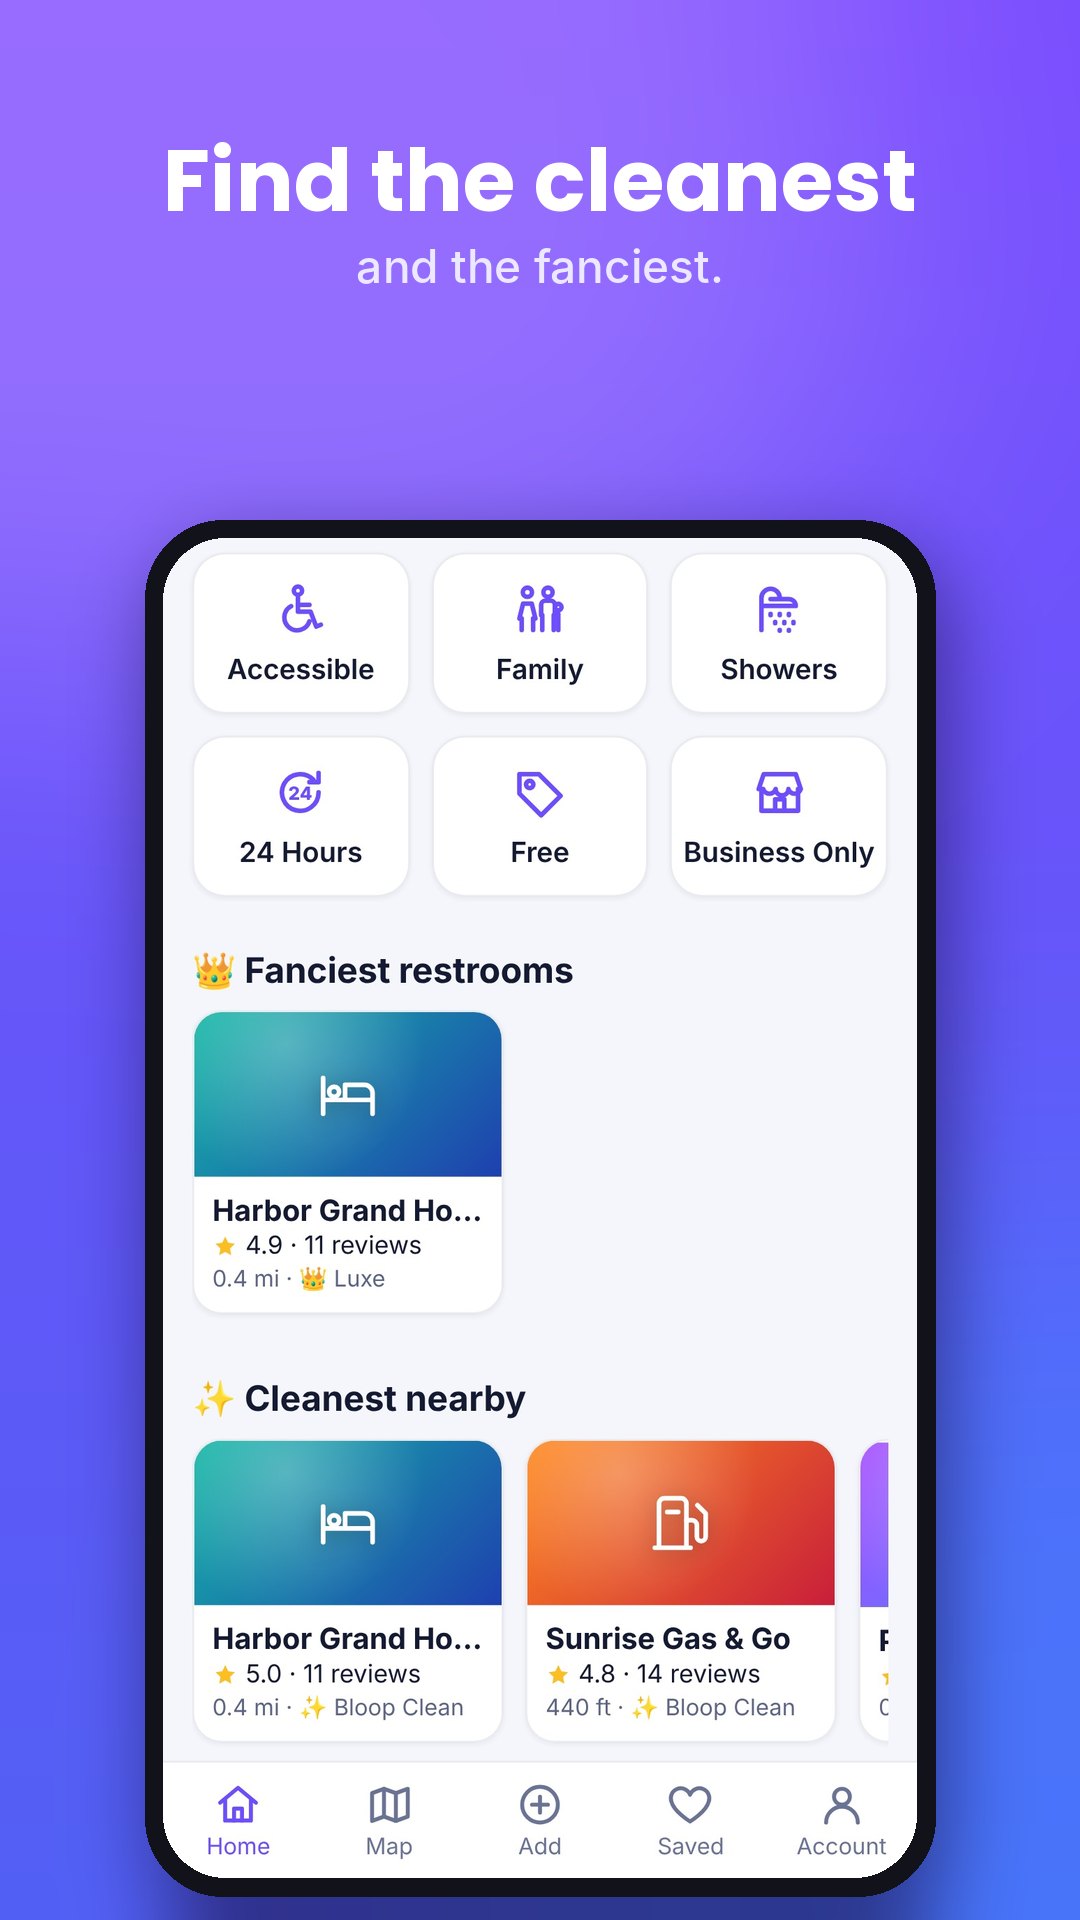 Find the cleanest
and the fanciest.
Accessible
Family
Showers
24
24 Hours
Free
Business Only
👑 Fanciest restrooms
Harbor Grand Ho...
★ 4.9 · 11 reviews
0.4 mi · 👑 Luxe
✨ Cleanest nearby
Harbor Grand Ho...
★ 5.0 · 11 reviews
0.4 mi · ✨ Bloop Clean
Sunrise Gas & Go
★ 4.8 · 14 reviews
440 ft · ✨ Bloop Clean
Home
Map
Add
Saved
Account